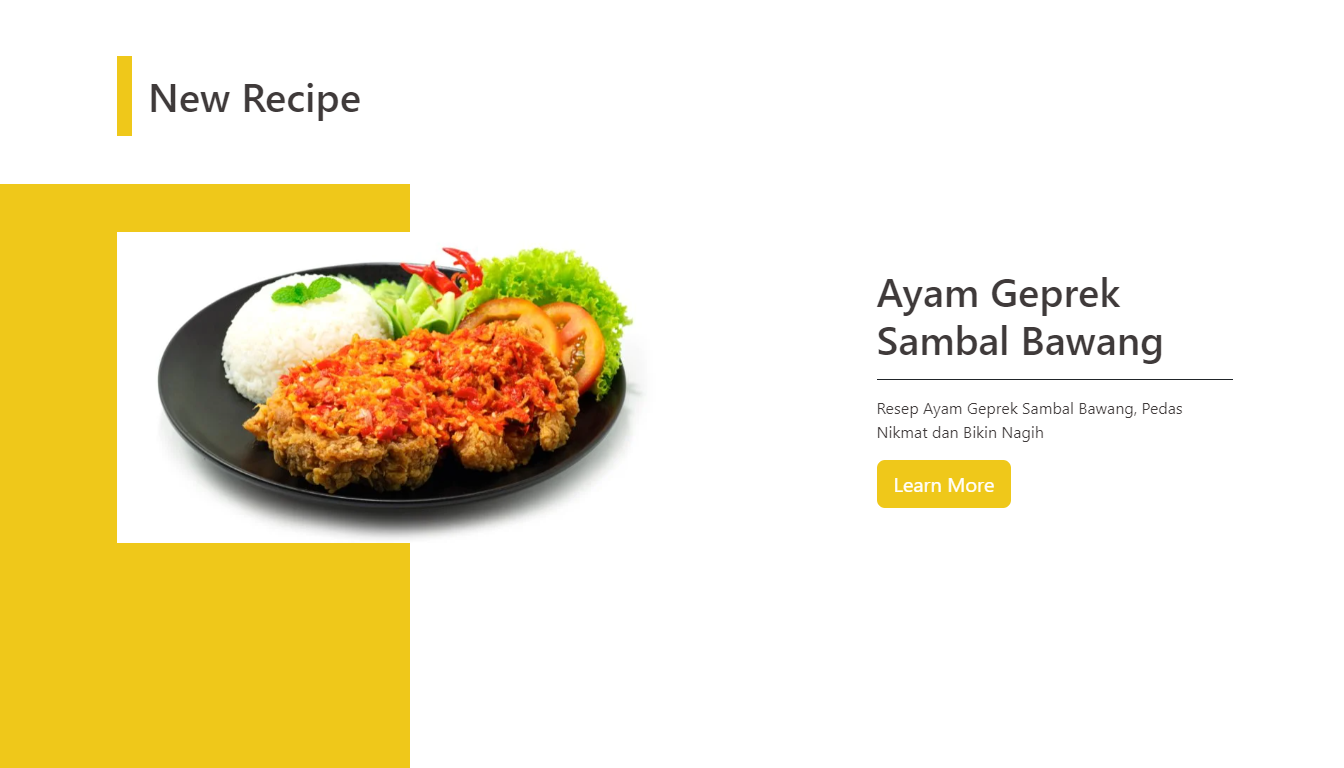 New Recipe
Ayam Geprek
Sambal Bawang
Resep Ayam Geprek Sambal Bawang, Pedas
Nikmat dan Bikin Nagih
Learn More